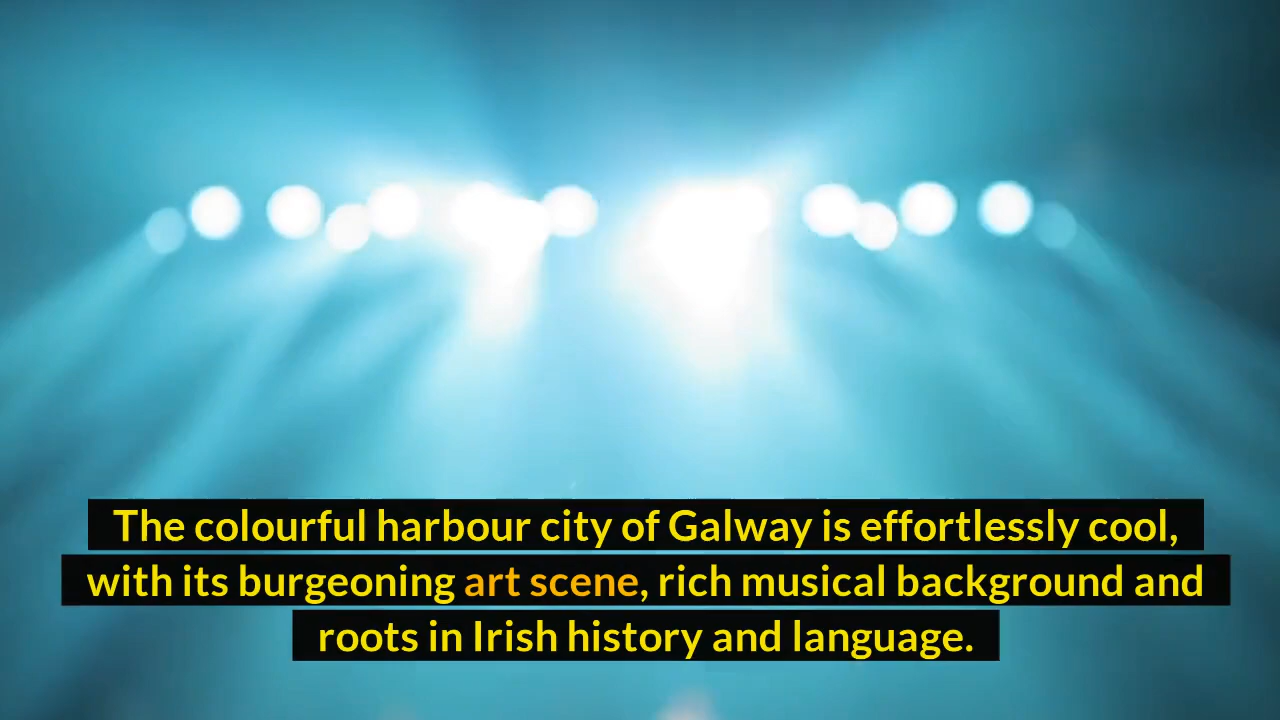 The colourful harbour city of Galway is effortlessly cool,
with its burgeoning art scene, rich musical background and
roots in Irish history and language.